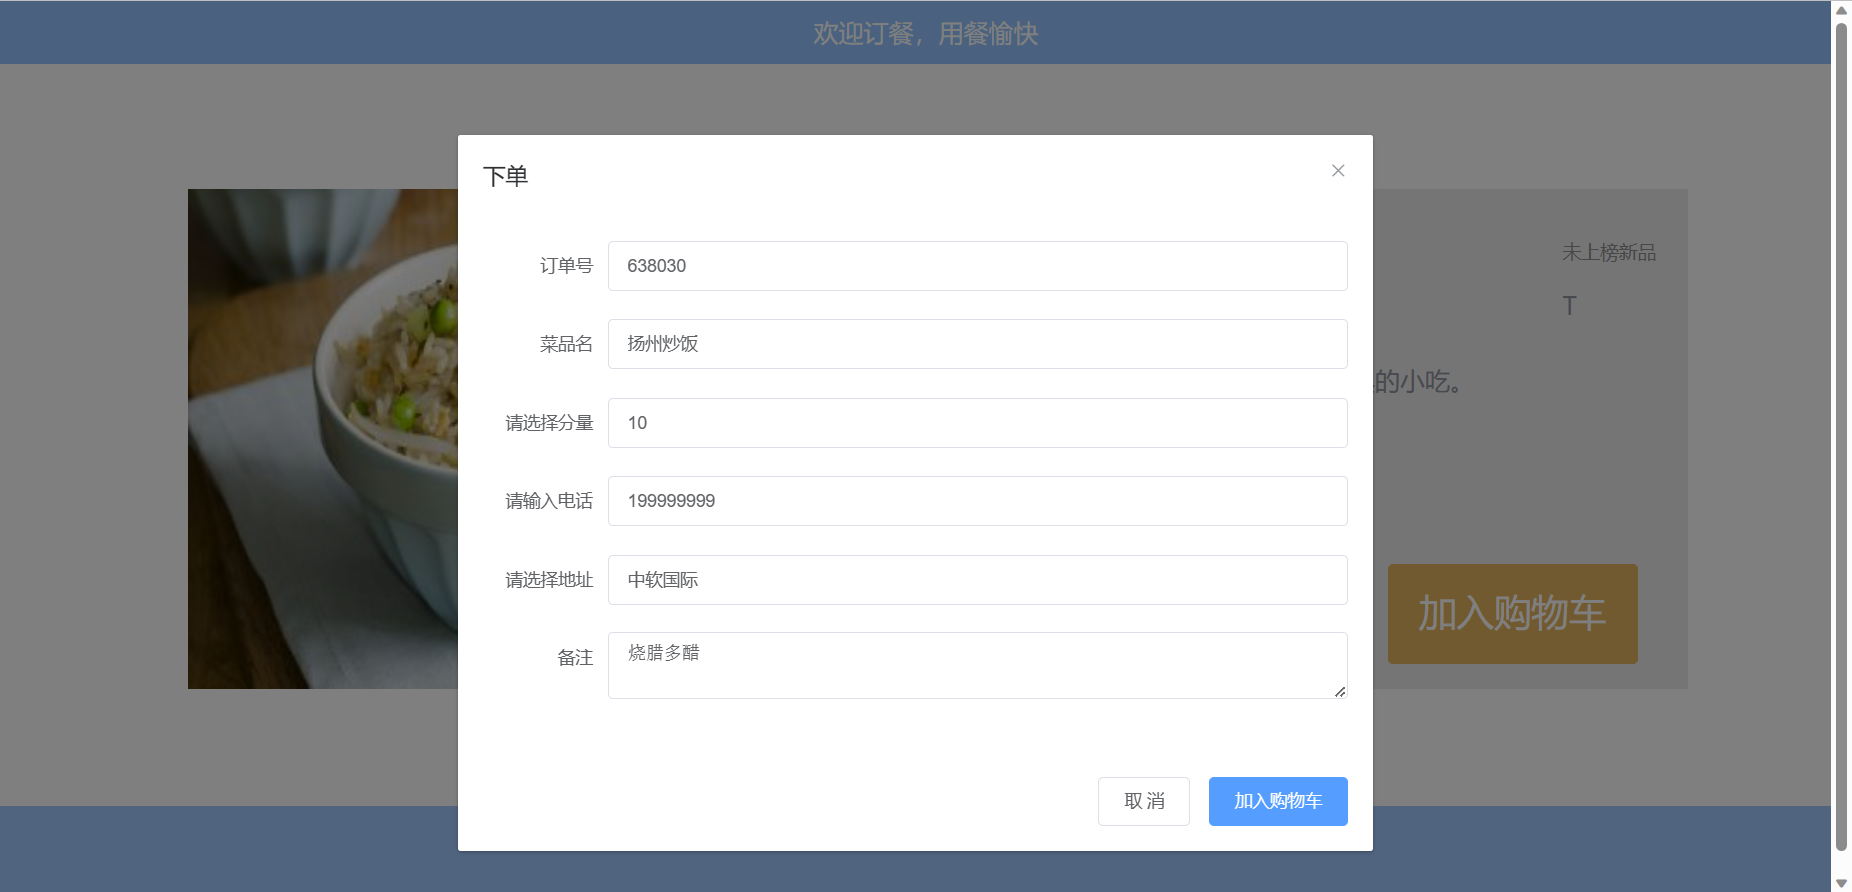 欢迎订餐，用餐愉快
下单
订单号 638030
菜品名 扬州炒饭
请选择分量 10
请输入电话 199999999
请选择地址 中软国际
备注 烧腊多醋
取 消 加入购物车
未上榜新品
T
的小吃。
加入购物车